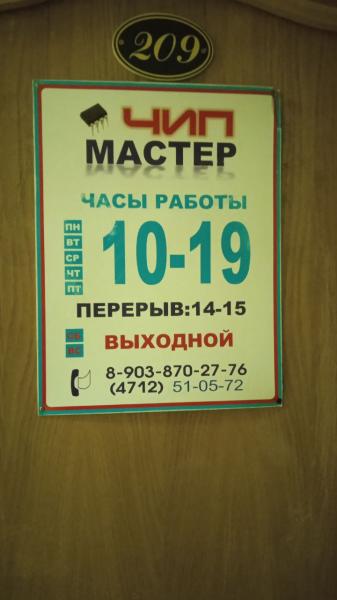 209
ЧИП
МАСТЕР
ЧАСЫ РАБОТЫ
ПН
ВТ
СР
ЧТ
ПТ
10-19
ПЕРЕРЫВ:14-15
СБ
ВС
ВЫХОДНОЙ
8-903-870-27-76
(4712) 51-05-72